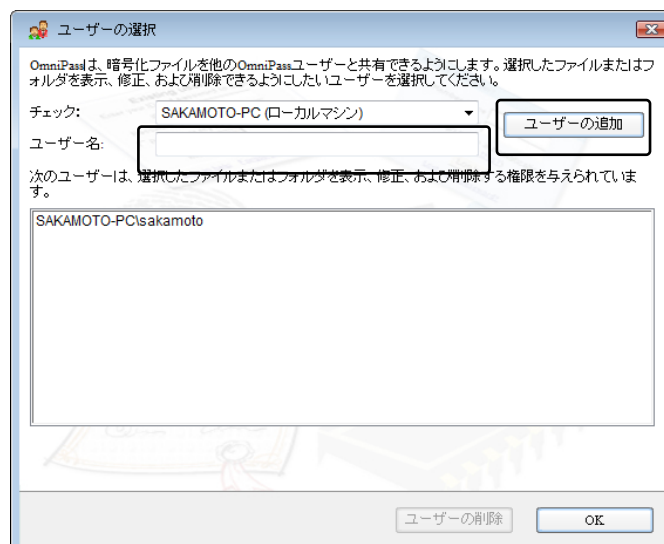 ユーザーの選択
OmniPassは、暗号化ファイルを他のOmniPassユーザーと共有できるようにします。選択したファイルまたはフ
ォルダを表示、修正、および削除できるようにしたいユーザーを選択してください。
チェック: SAKAMOTO-PC (ローカルマシン) ユーザーの追加
ユーザー名:
次のユーザーは、選択したファイルまたはフォルダを表示、修正、および削除する権限を与えられていま
す。
SAKAMOTO-PC\sakamoto
ユーザーの削除 OK